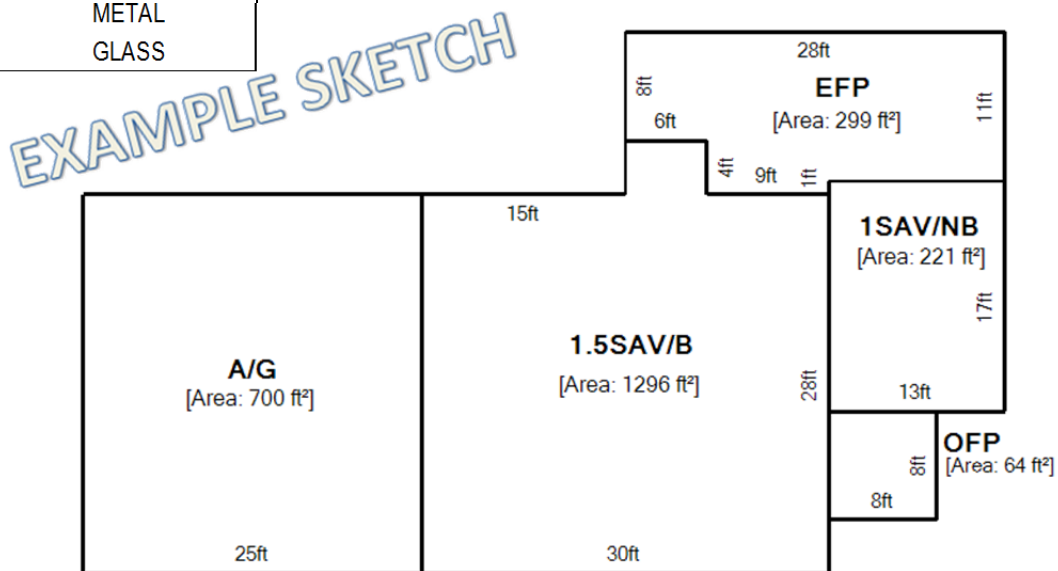 METAL
GLASS
EXAMPLE SKETCH
28ft
8ft
EFP
[Area: 299 ft²]
11ft
6ft
4ft
9ft
1ft
15ft
1SAV/NB
[Area: 221 ft²]
17ft
1.5SAV/B
[Area: 1296 ft²]
A/G
[Area: 700 ft²]
28ft
13ft
OFP
[Area: 64 ft²]
8ft
8ft
25ft
30ft